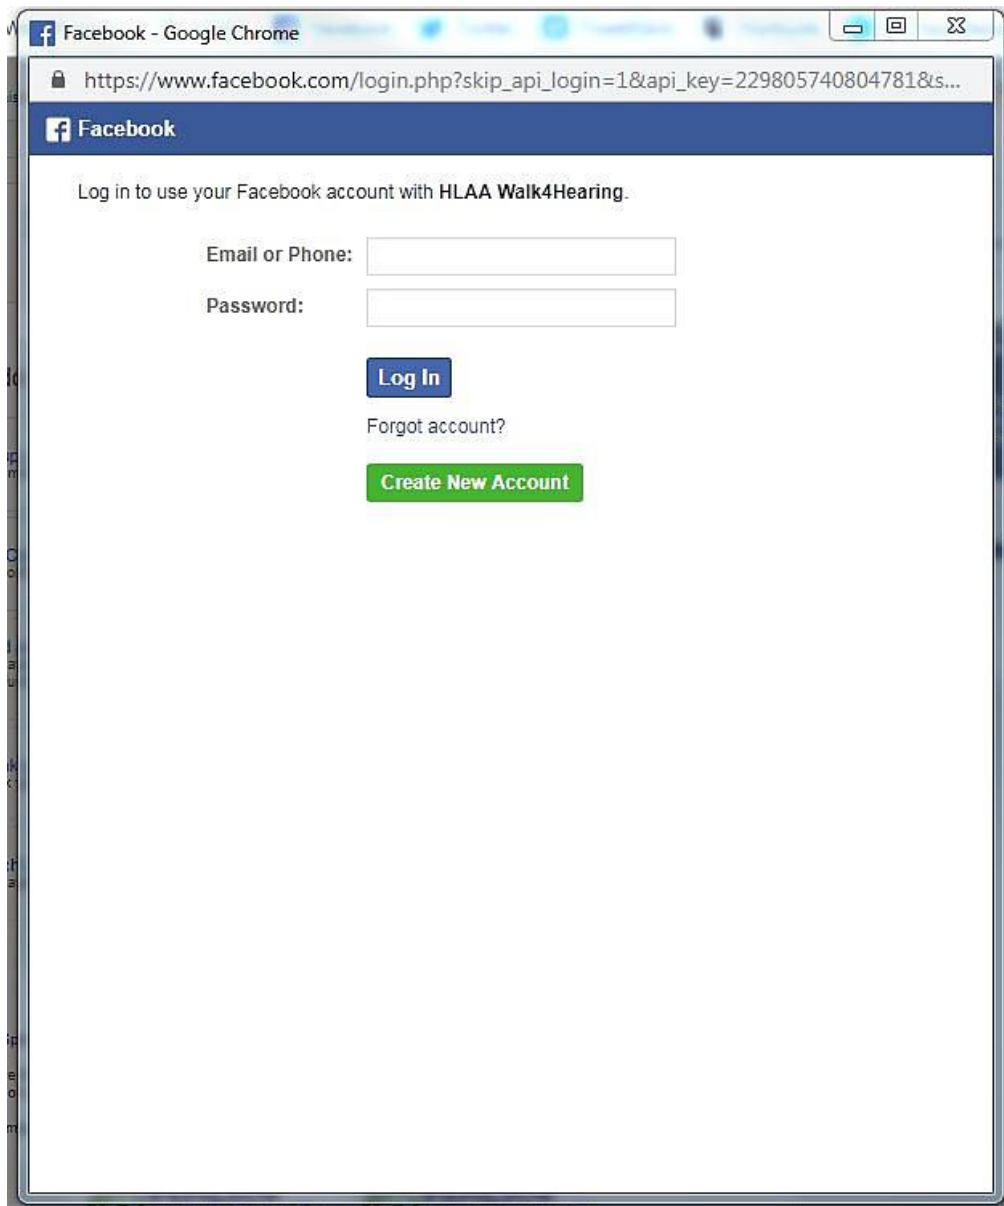 Facebook - Google Chrome
https://www.facebook.com/login.php?skip_api_login=1&api_key=229805740804781&s...
Facebook
Log in to use your Facebook account with HLAA Walk4Hearing.
Email or Phone:
Password:
Log In
Forgot account?
Create New Account